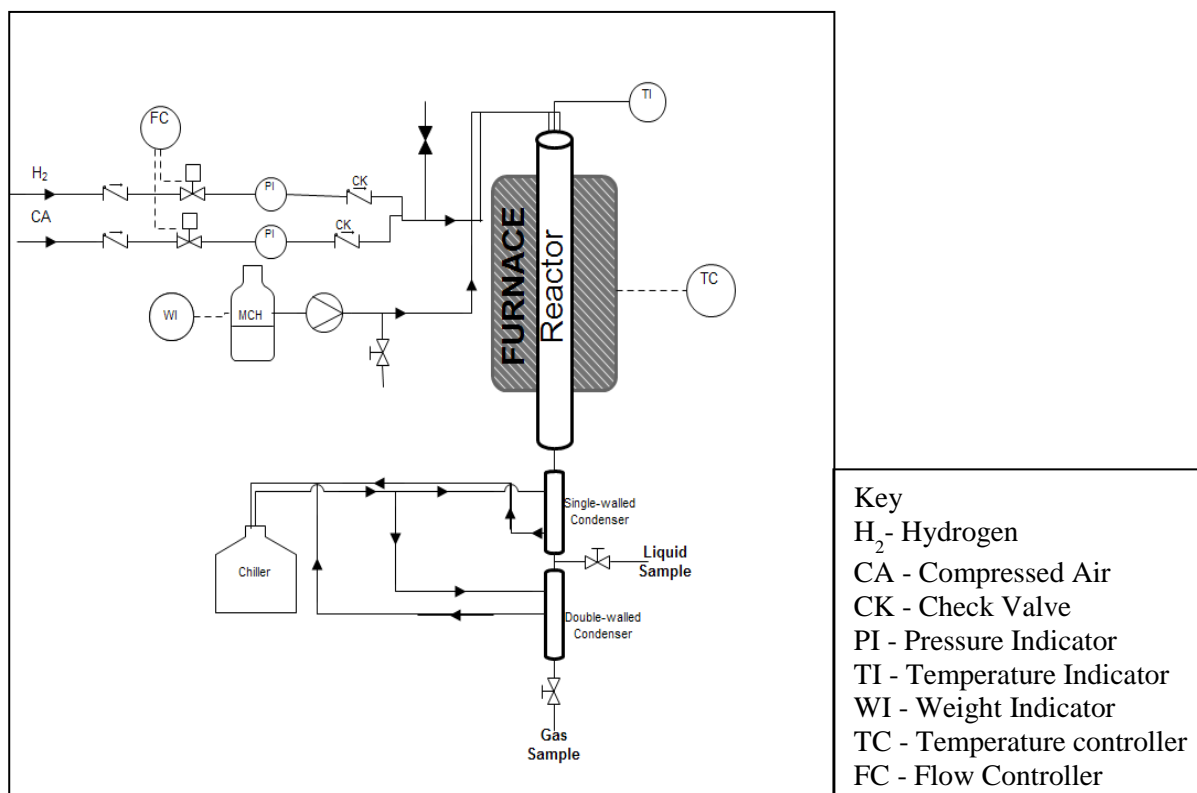 TI
FC
H₂
PI
CK
CA
PI
CK
FURNACE
Reactor
TC
WI
MCH
Single-walled
Condenser
Liquid
Sample
Chiller
Double-walled
Condenser
Gas
Sample
Key
H₂- Hydrogen
CA - Compressed Air
CK - Check Valve
PI - Pressure Indicator
TI - Temperature Indicator
WI - Weight Indicator
TC - Temperature controller
FC - Flow Controller